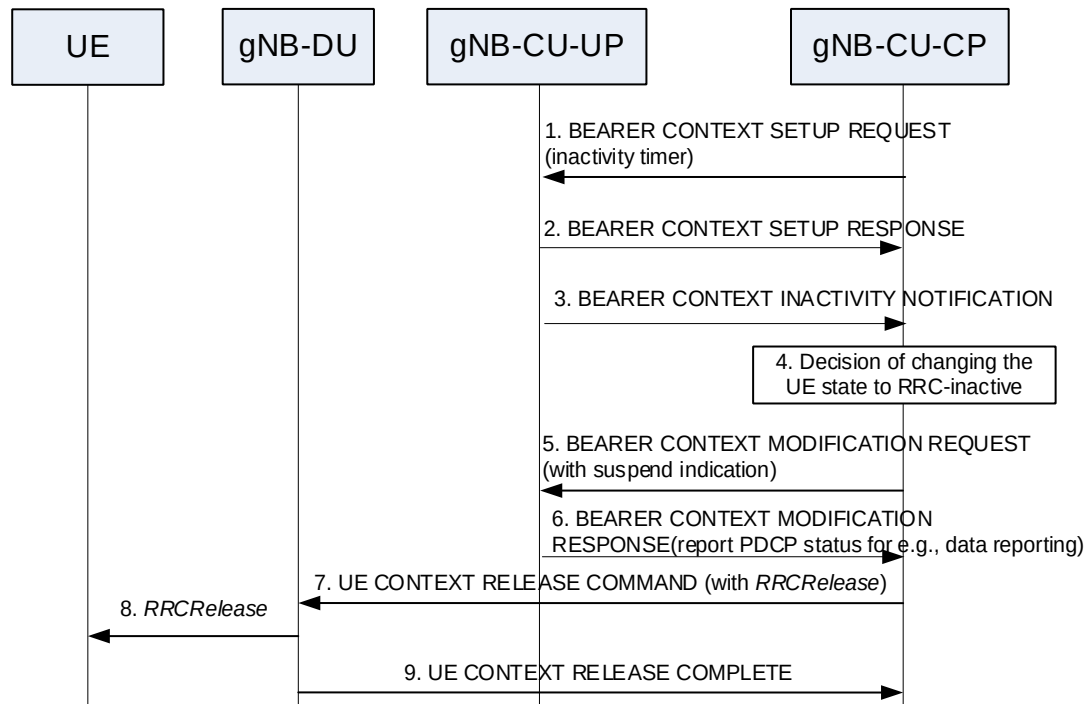 UE
gNB-DU
gNB-CU-UP
gNB-CU-CP
1. BEARER CONTEXT SETUP REQUEST
(inactivity timer)
2. BEARER CONTEXT SETUP RESPONSE
3. BEARER CONTEXT INACTIVITY NOTIFICATION
4. Decision of changing the
UE state to RRC-inactive
5. BEARER CONTEXT MODIFICATION REQUEST
(with suspend indication)
6. BEARER CONTEXT MODIFICATION
RESPONSE(report PDCP status for e.g., data reporting)
7. UE CONTEXT RELEASE COMMAND (with RRCRelease)
8. RRCRelease
9. UE CONTEXT RELEASE COMPLETE